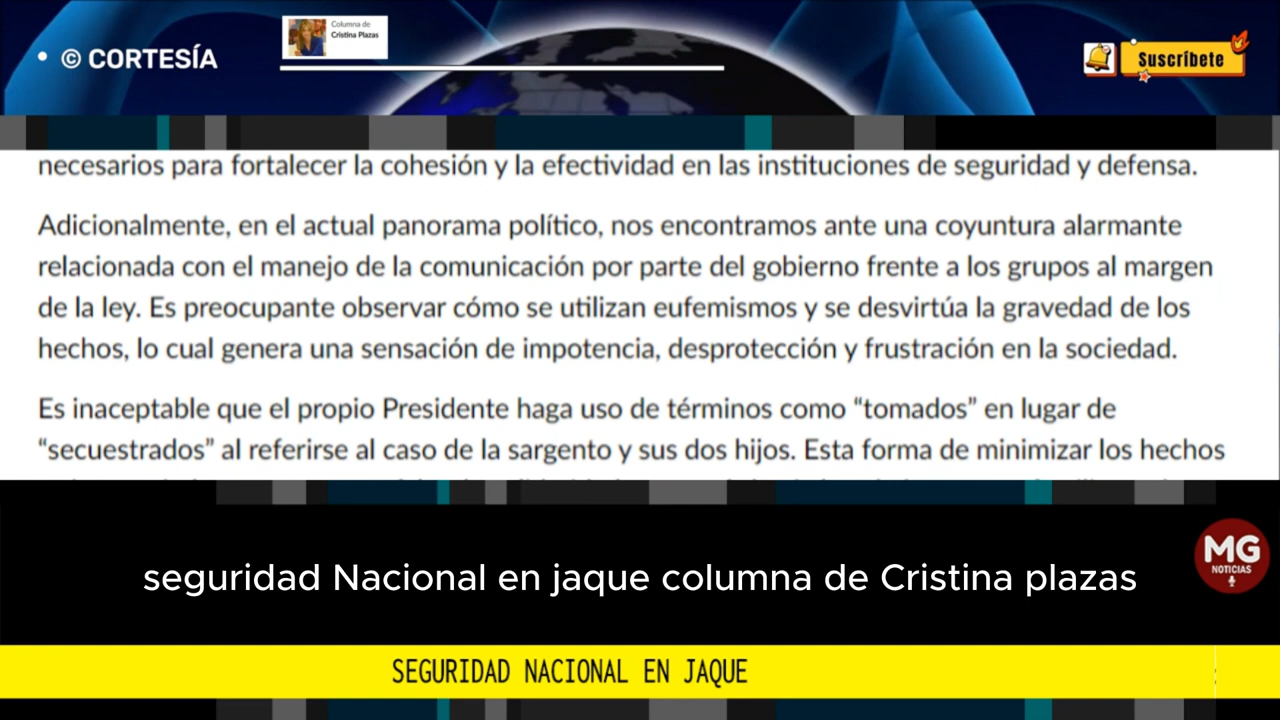 © CORTESÍA
Columna de
Cristina Plazas
Suscríbete
necesarios para fortalecer la cohesión y la efectividad en las instituciones de seguridad y defensa.
Adicionalmente, en el actual panorama político, nos encontramos ante una coyuntura alarmante
relacionada con el manejo de la comunicación por parte del gobierno frente a los grupos al margen
de la ley. Es preocupante observar cómo se utilizan eufemismos y se desvirtúa la gravedad de los
hechos, lo cual genera una sensación de impotencia, desprotección y frustración en la sociedad.
Es inaceptable que el propio Presidente haga uso de términos como “tomados” en lugar de
“secuestrados” al referirse al caso de la sargento y sus dos hijos. Esta forma de minimizar los hechos
MG
NOTICIAS
seguridad Nacional en jaque columna de Cristina plazas
SEGURIDAD NACIONAL EN JAQUE